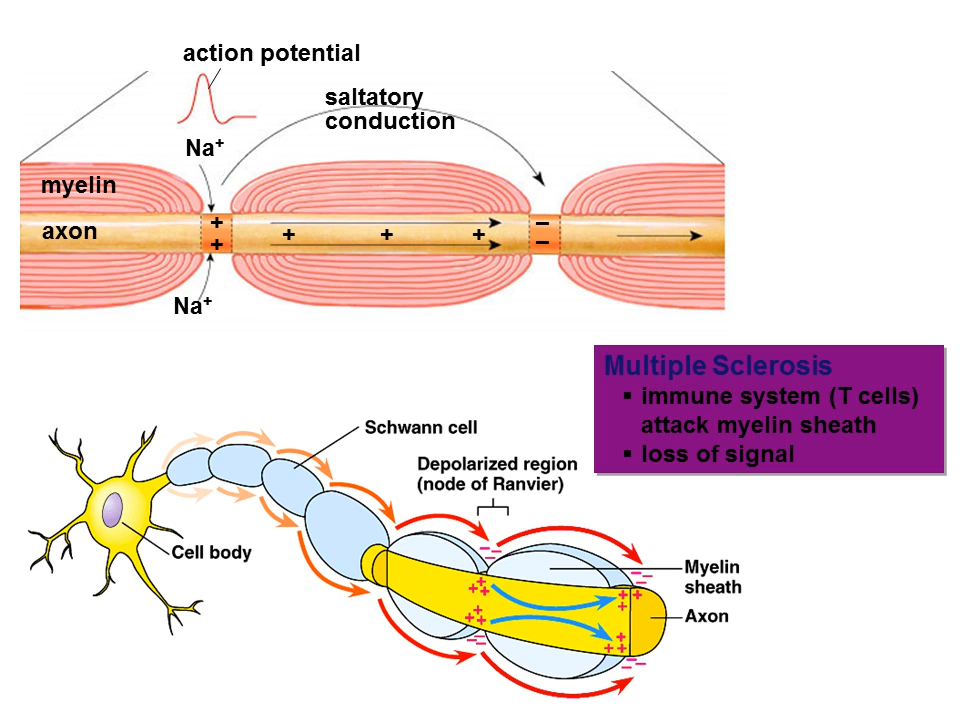 action potential
saltatory
conduction
Na⁺
myelin
axon
+
+
+ + +
–
–
Na⁺
Multiple Sclerosis
▪ immune system (T cells)
attack myelin sheath
▪ loss of signal
Schwann cell
Depolarized region
(node of Ranvier)
Cell body
Myelin
sheath
Axon